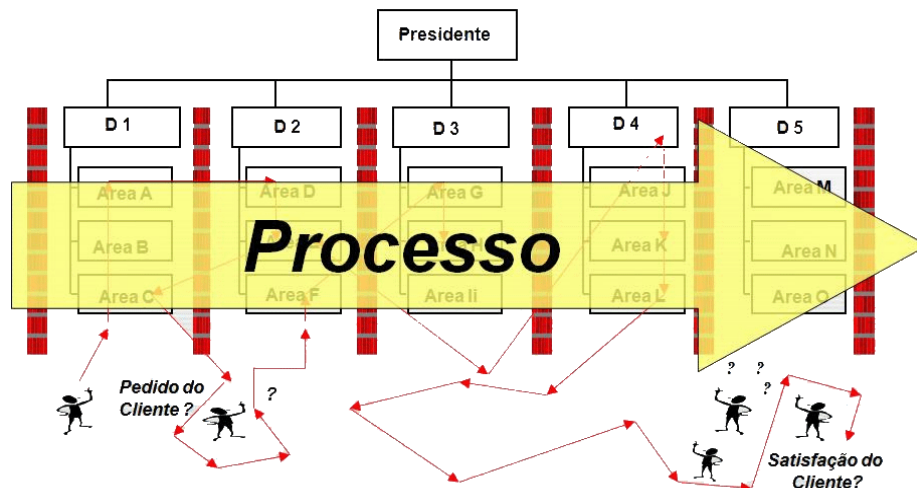 Presidente
D 1
D 2
D 3
D 4
D 5
Area A
Area D
Area G
Area J
Area M
Area B
Area K
Area N
Processo
Area C
Area F
Area Ii
Area L
Area O
Pedido do
Cliente ?
?
?
?
?
Satisfação do
Cliente?